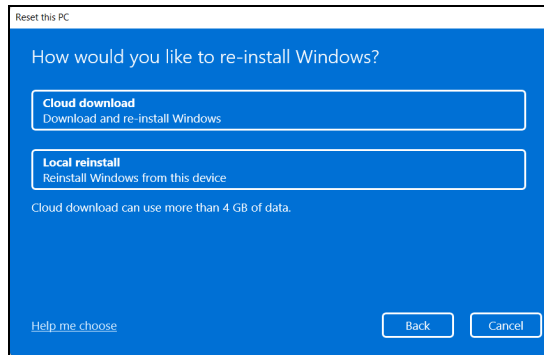 Reset this PC
How would you like to re-install Windows?
Cloud download
Download and re-install Windows
Local reinstall
Reinstall Windows from this device
Cloud download can use more than 4 GB of data.
Help me choose
Back
Cancel